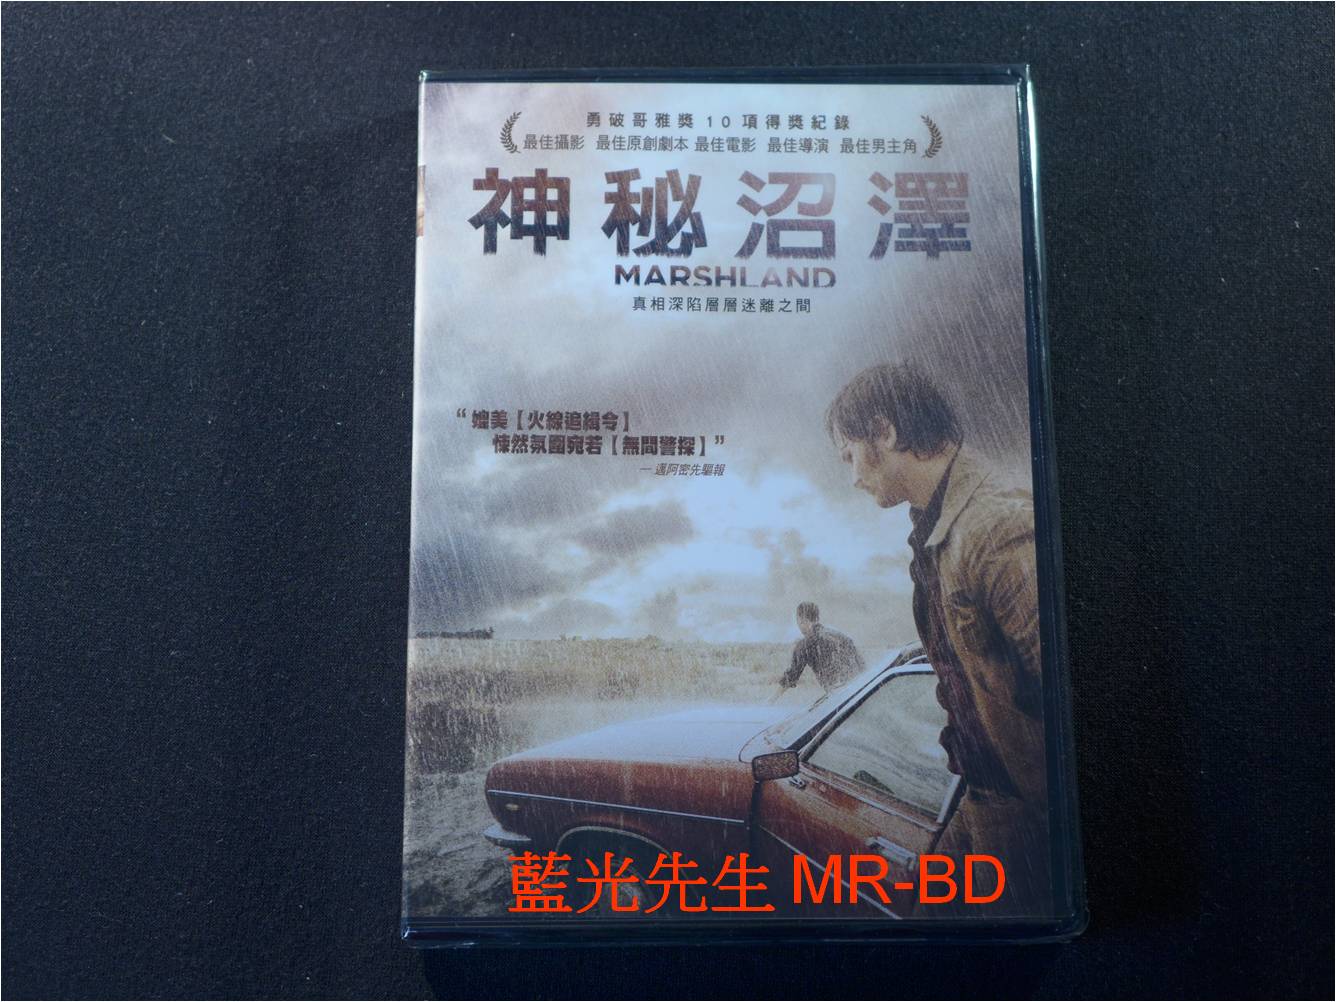 勇破哥雅獎10項得獎紀錄
最佳攝影 最佳原創劇本 最佳電影 最佳導演 最佳男主角
神秘沼澤
MARSHLAND
真相深陷層層迷離之間
“媲美【火線追緝令】
悚然氛圍宛若【無間警探】”
—邁阿密先驅報
藍光先生 MR-BD